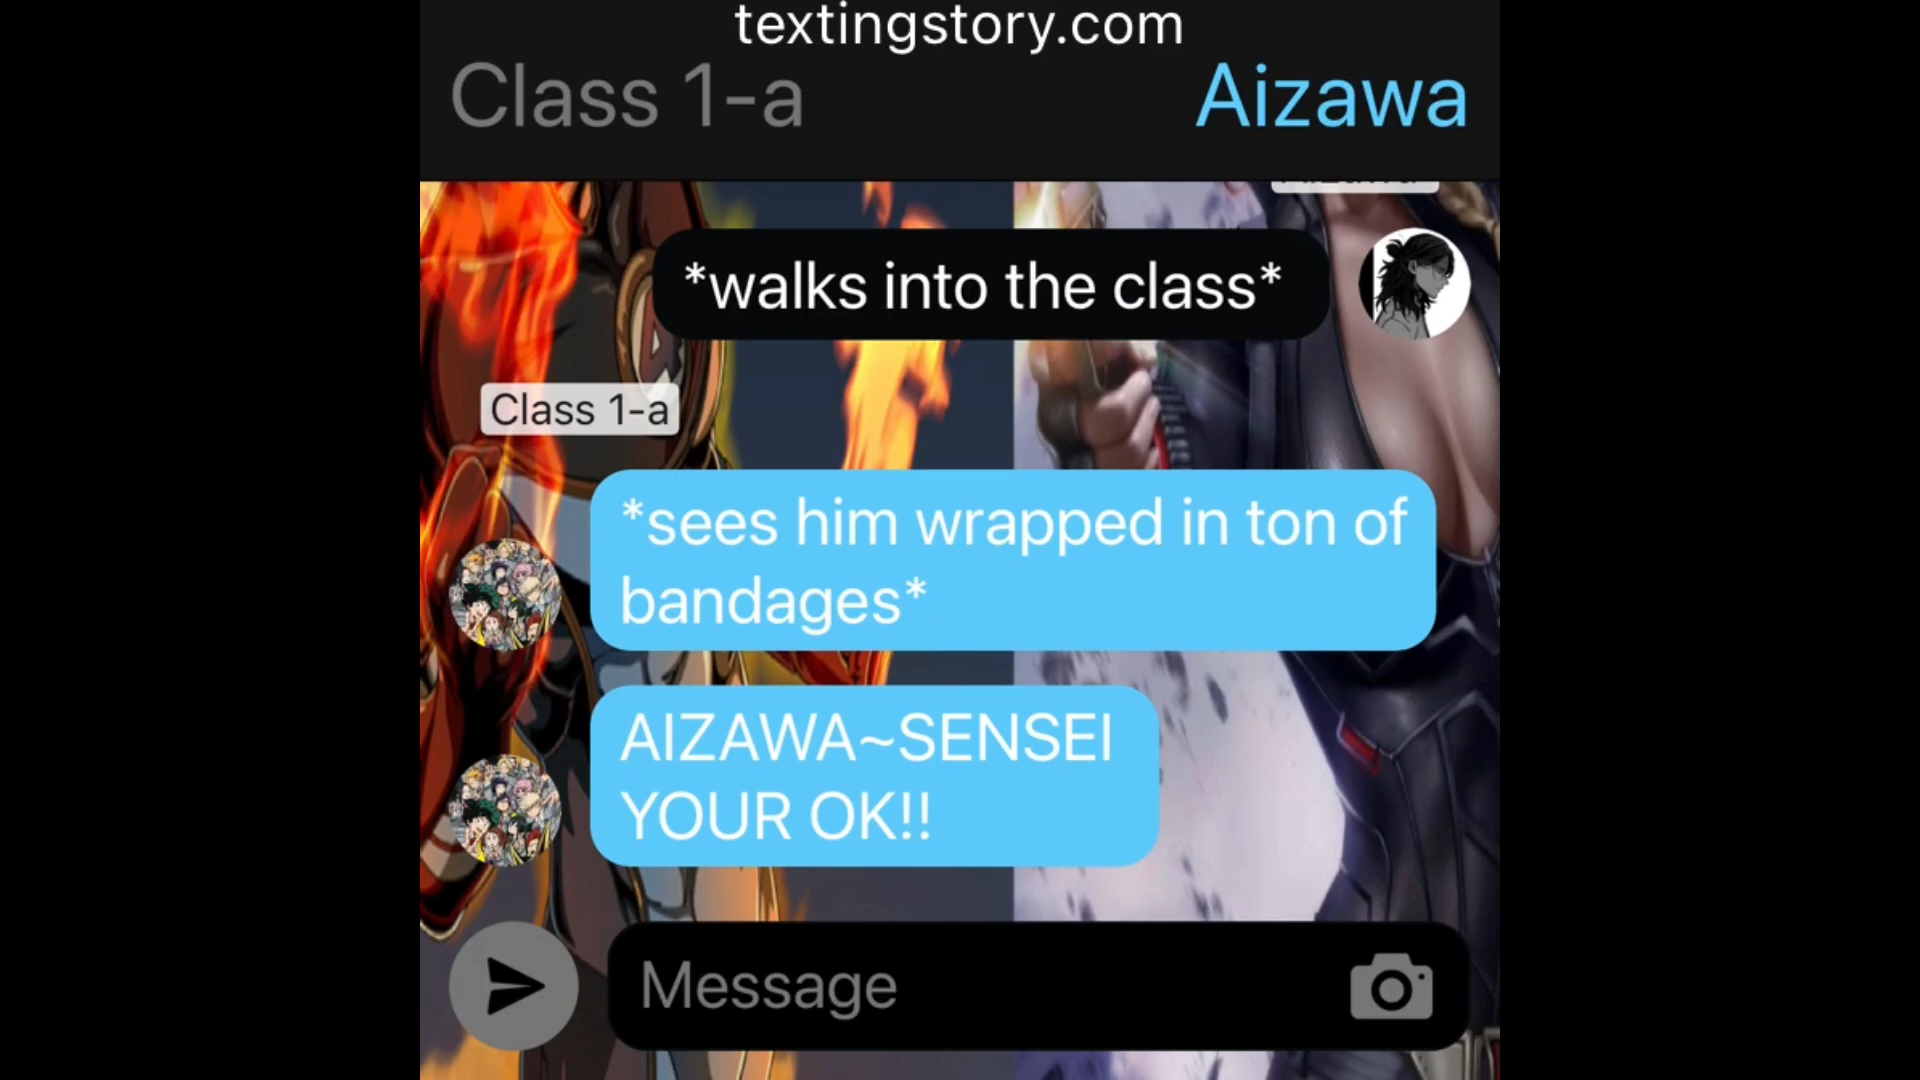 textingstory.com
Class 1-a Aizawa
*walks into the class*
Class 1-a
*sees him wrapped in ton of
bandages*
AIZAWA~SENSEI
YOUR OK!!
Message